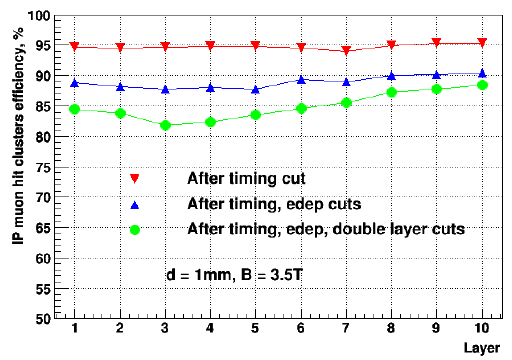 IP muon hit clusters efficiency, %
100
95
90
85
80
75
70
65
60
55
50
After timing cut
After timing, edep cuts
After timing, edep, double layer cuts
d = 1mm, B = 3.5T
1 2 3 4 5 6 7 8 9 10
Layer